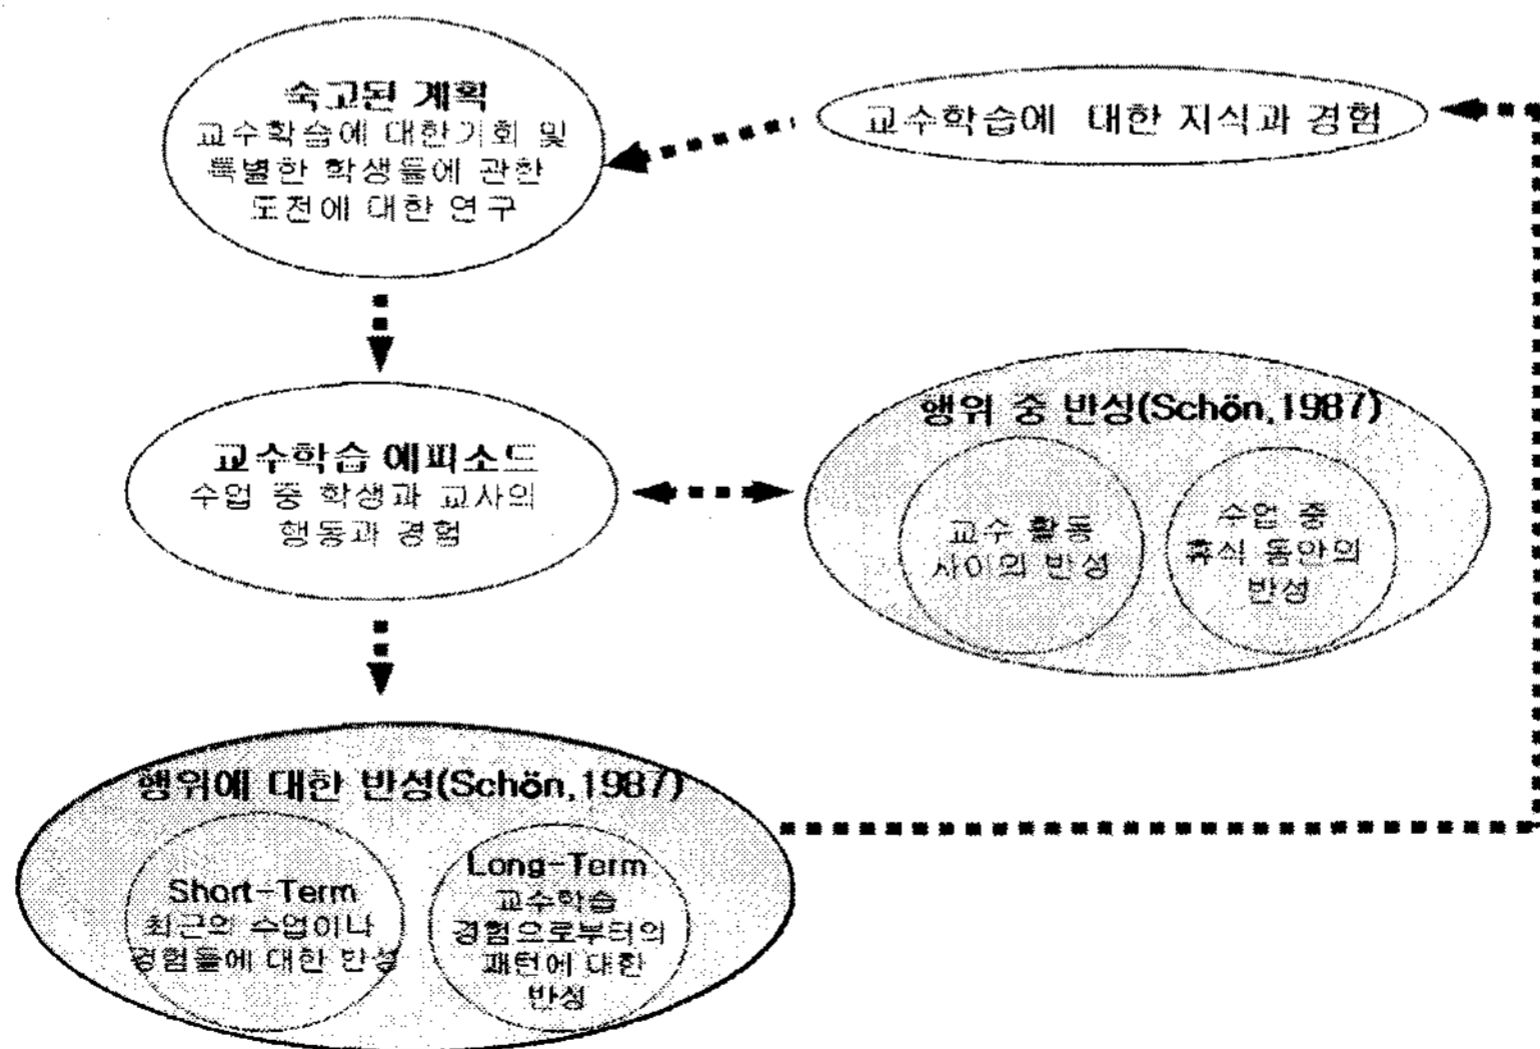 숙고된 계획
교수학습에 대한기회 및
특별한 학생들에 관한
도전에 대한 연구
교수학습에 대한 지식과 경험
교수학습 에피소드
수업 중 학생과 교사의
행동과 경험
행위 중 반성(Schön,1987)
교수 활동
사이의 반성
수업 중
휴식 동안의
반성
행위에 대한 반성(Schön,1987)
Short-Term
최근의 수업이나
경험들에 대한 반성
Long-Term
교수학습
경험으로부터의
패턴에 대한
반성